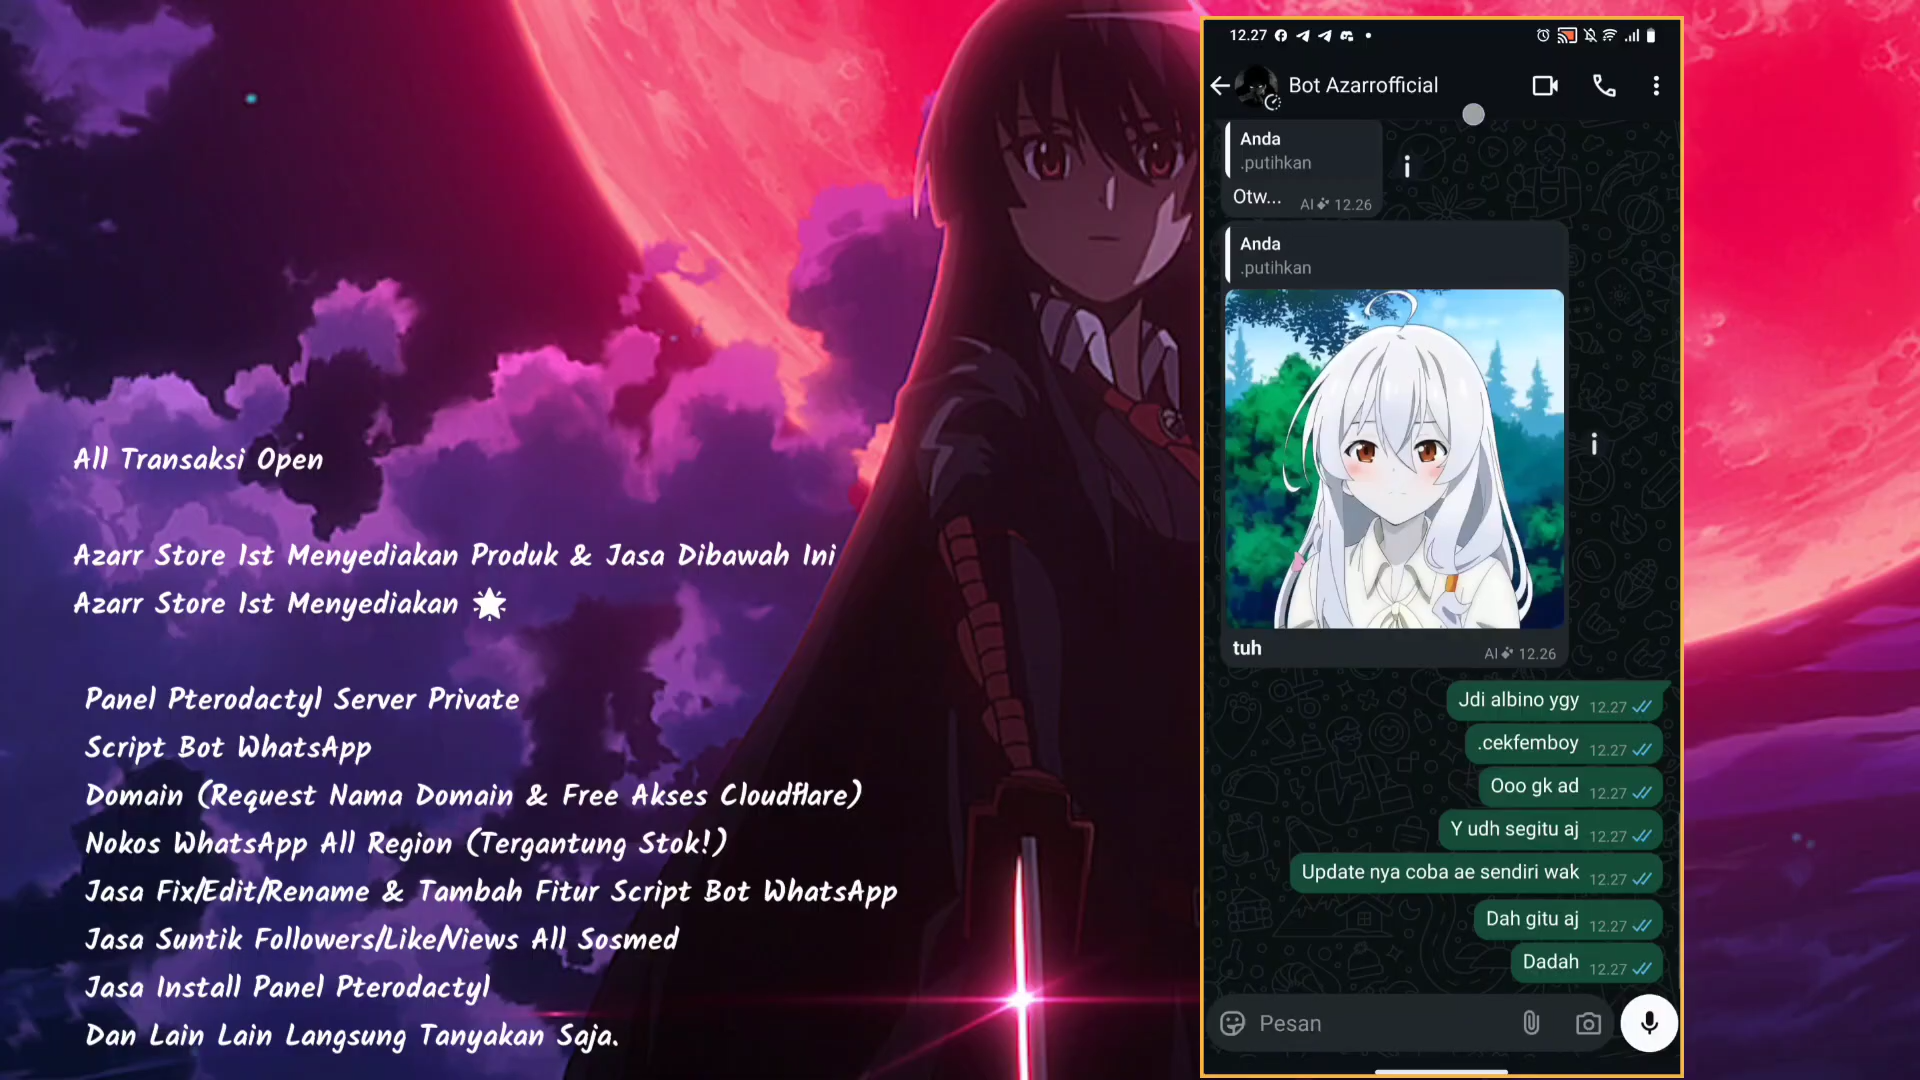 All Transaksi Open
Azarr Store 1st Menyediakan Produk & Jasa Dibawah Ini
Azarr Store 1st Menyediakan 🌟
Panel Pterodactyl Server Private
Script Bot WhatsApp
Domain (Request Nama Domain & Free Akses Cloudflare)
Nokos WhatsApp All Region (Tergantung Stok!)
Jasa Fix/Edit/Rename & Tambah Fitur Script Bot WhatsApp
Jasa Suntik Followers/Like/Views All Sosmed
Jasa Install Panel Pterodactyl
Dan Lain Lain Langsung Tanyakan Saja.
12.27
Bot Azarrofficial
Anda
.putihkan
Otw... AI 12.26
Anda
.putihkan
tuh AI 12.26
Jdi albino ygy 12.27
.cekfemboy 12.27
Ooo gk ad 12.27
Y udh segitu aj 12.27
Update nya coba ae sendiri wak 12.27
Dah gitu aj 12.27
Dadah 12.27
Pesan